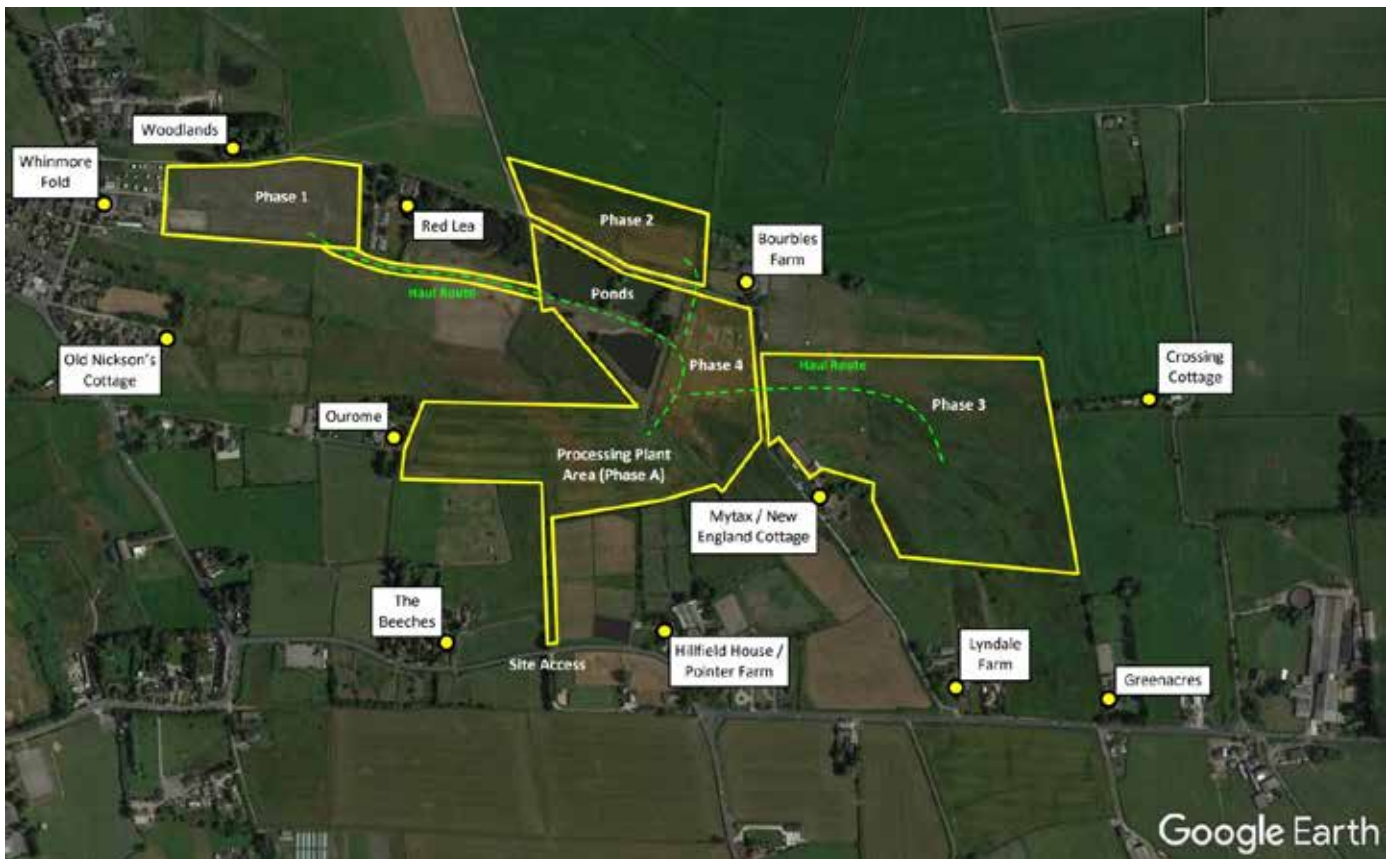 Woodlands
Whinmore
Fold
Phase 1
Red Lea
Phase 2
Bourbles
Farm
Haul Route
Ponds
Old Nickson's
Cottage
Phase 4
Haul Route
Crossing
Cottage
Phase 3
Ourome
Processing Plant
Area (Phase A)
Mytax / New
England Cottage
The
Beeches
Site Access
Hillfield House /
Pointer Farm
Lyndale
Farm
Greenacres
Google Earth